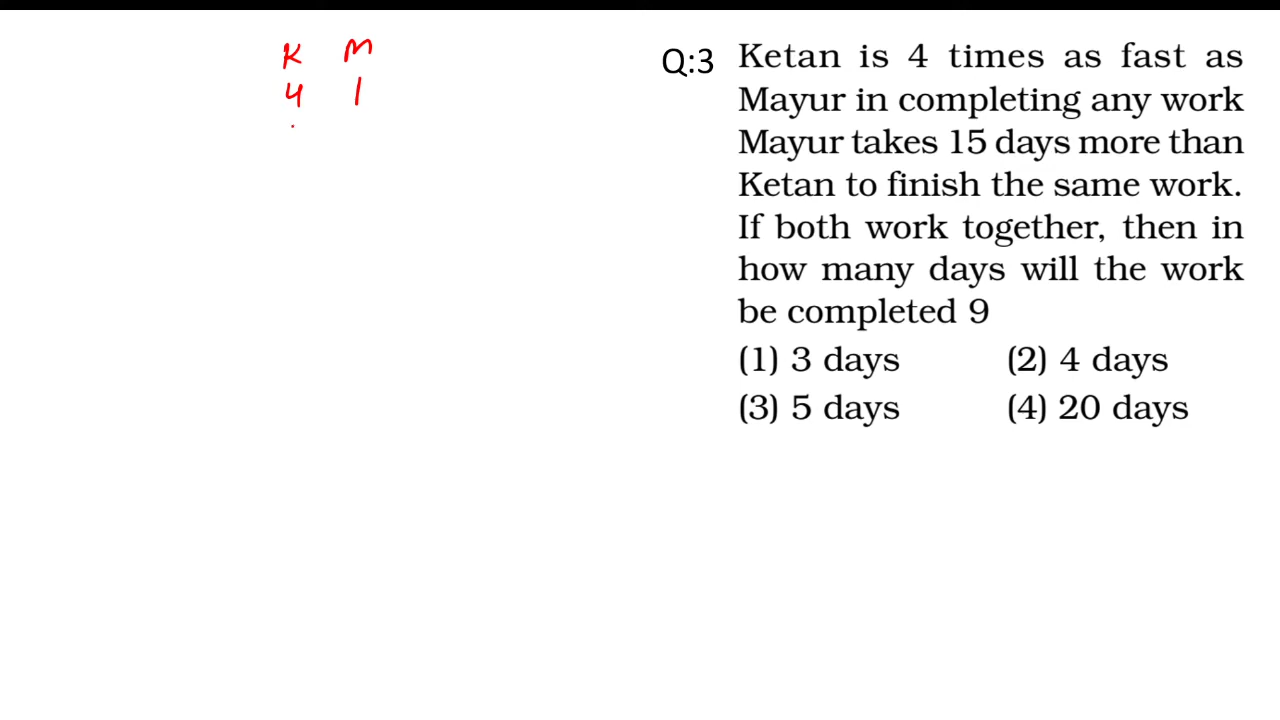 K M
4 1
Q:3 Ketan is 4 times as fast as
Mayur in completing any work
Mayur takes 15 days more than
Ketan to finish the same work.
If both work together, then in
how many days will the work
be completed 9
(1) 3 days (2) 4 days
(3) 5 days (4) 20 days